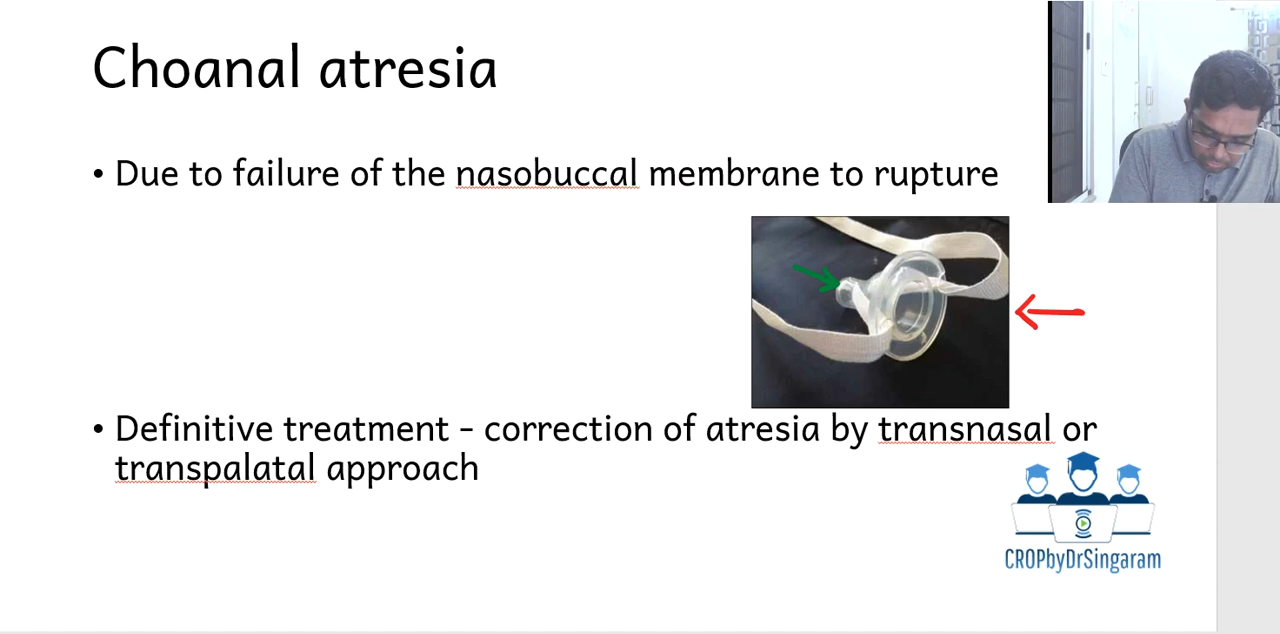 Choanal atresia
• Due to failure of the nasobuccal membrane to rupture
• Definitive treatment - correction of atresia by transnasal or
transpalatal approach
CROPbyDrSingaram